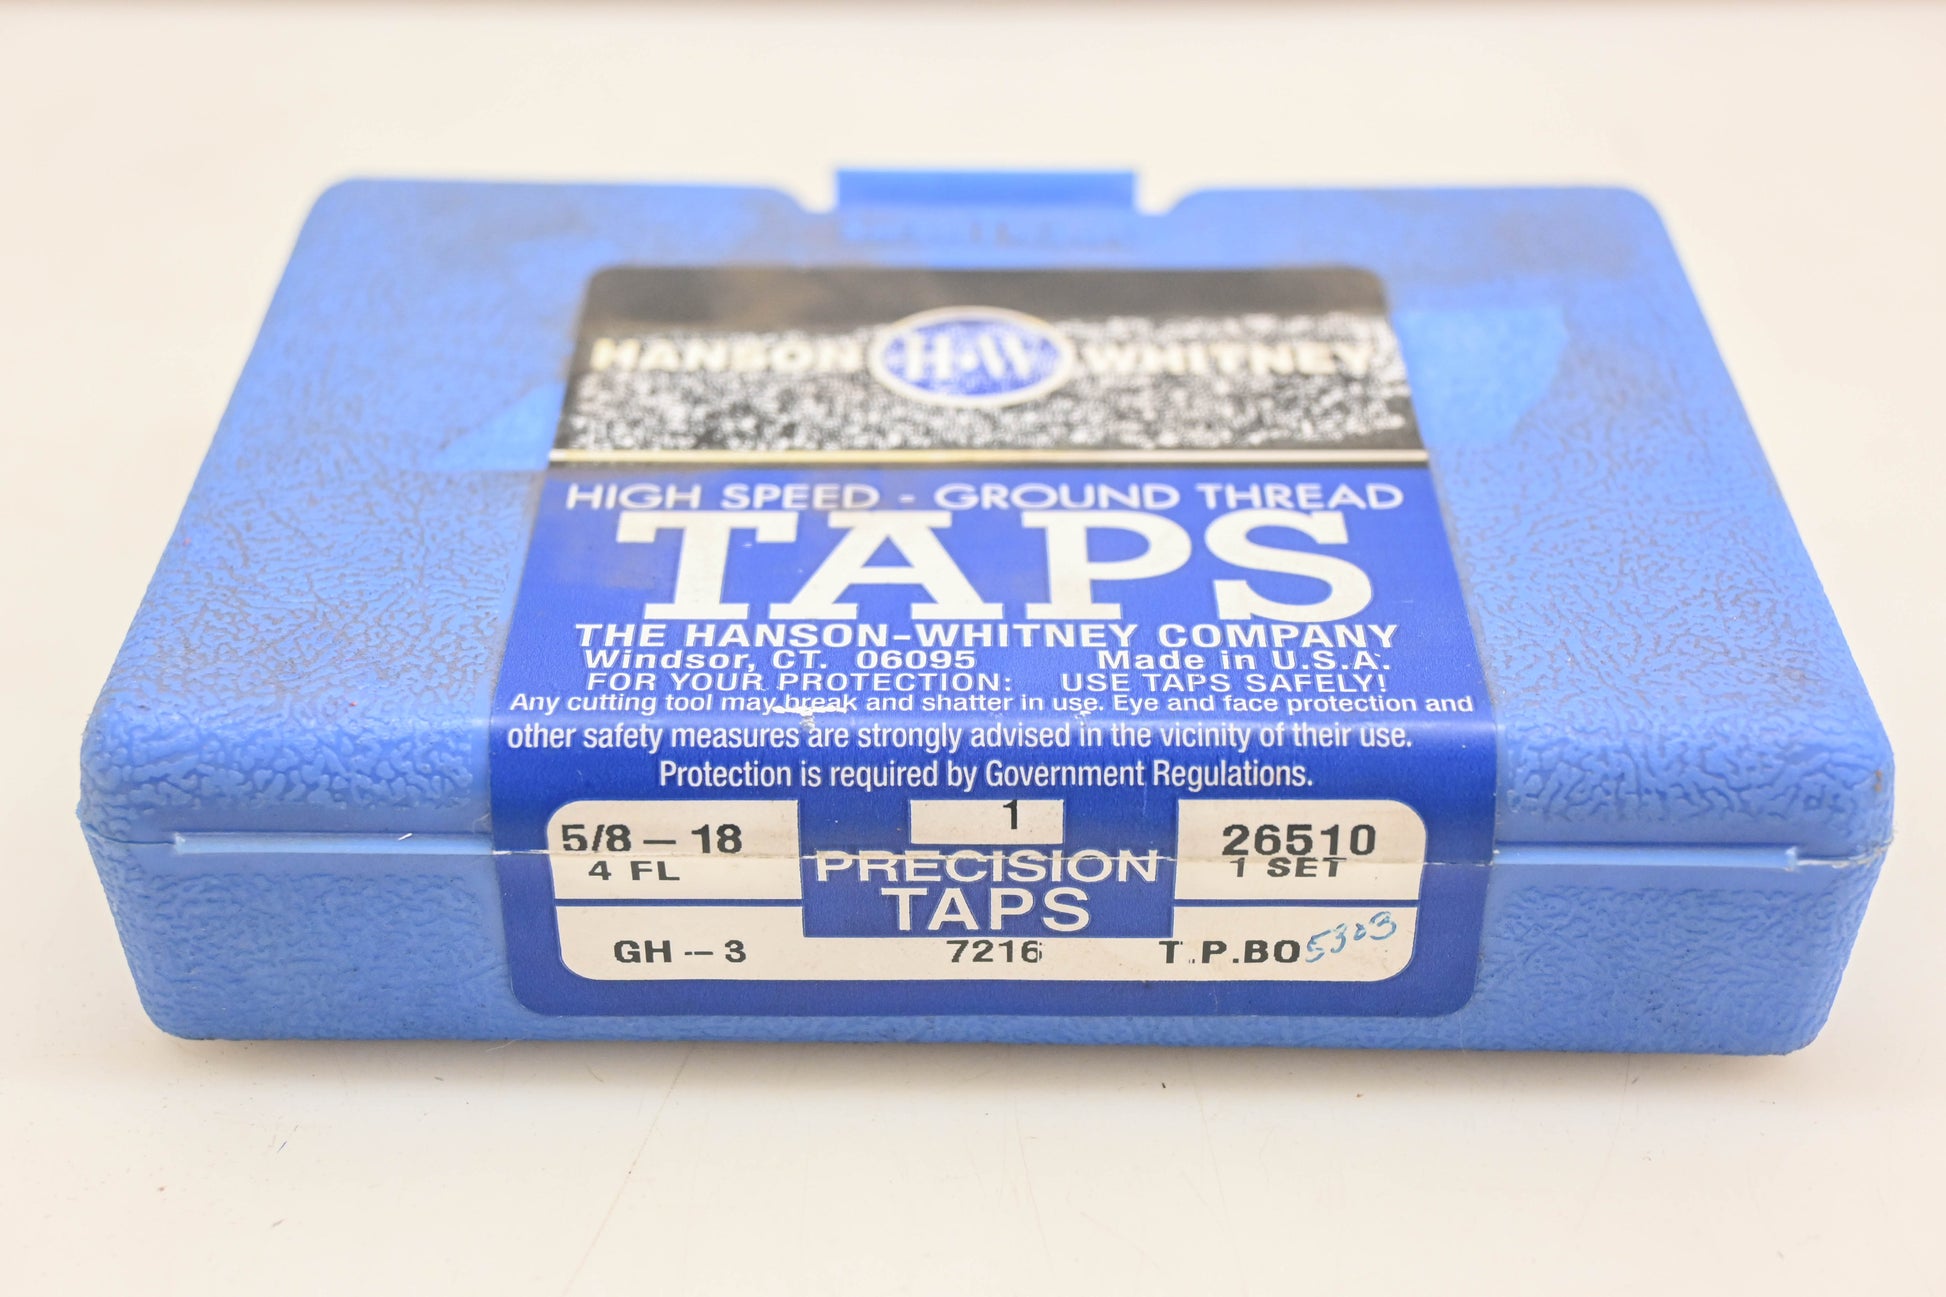 HANSON H-W WHITNEY
HIGH SPEED - GROUND THREAD
TAPS
THE HANSON-WHITNEY COMPANY
Windsor, CT. 06095 Made in U.S.A.
FOR YOUR PROTECTION: USE TAPS SAFELY!
Any cutting tool may break and shatter in use. Eye and face protection and
other safety measures are strongly advised in the vicinity of their use.
Protection is required by Government Regulations.
1
5/8 – 18
26510
4 FL
PRECISION
1 SET
TAPS
GH -- 3
7216
T.P.BO
5303